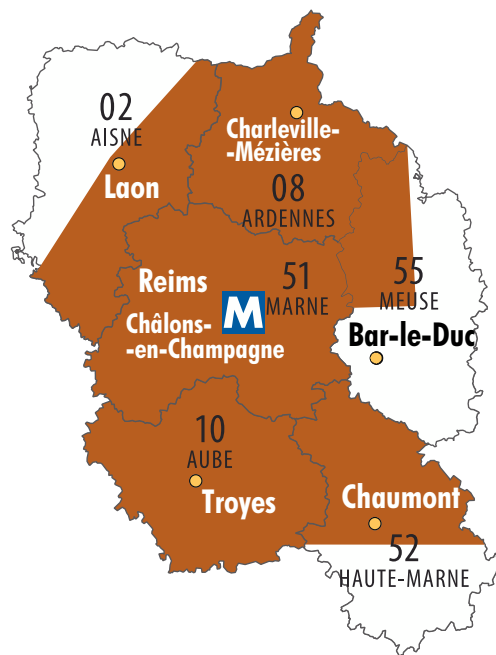 02
AISNE
Laon
Charleville-
-Mézières
08
ARDENNES
Reims
51
MARNE
Châlons-
-en-Champagne
M
55
MEUSE
Bar-le-Duc
10
AUBE
Troyes
Chaumont
52
HAUTE-MARNE